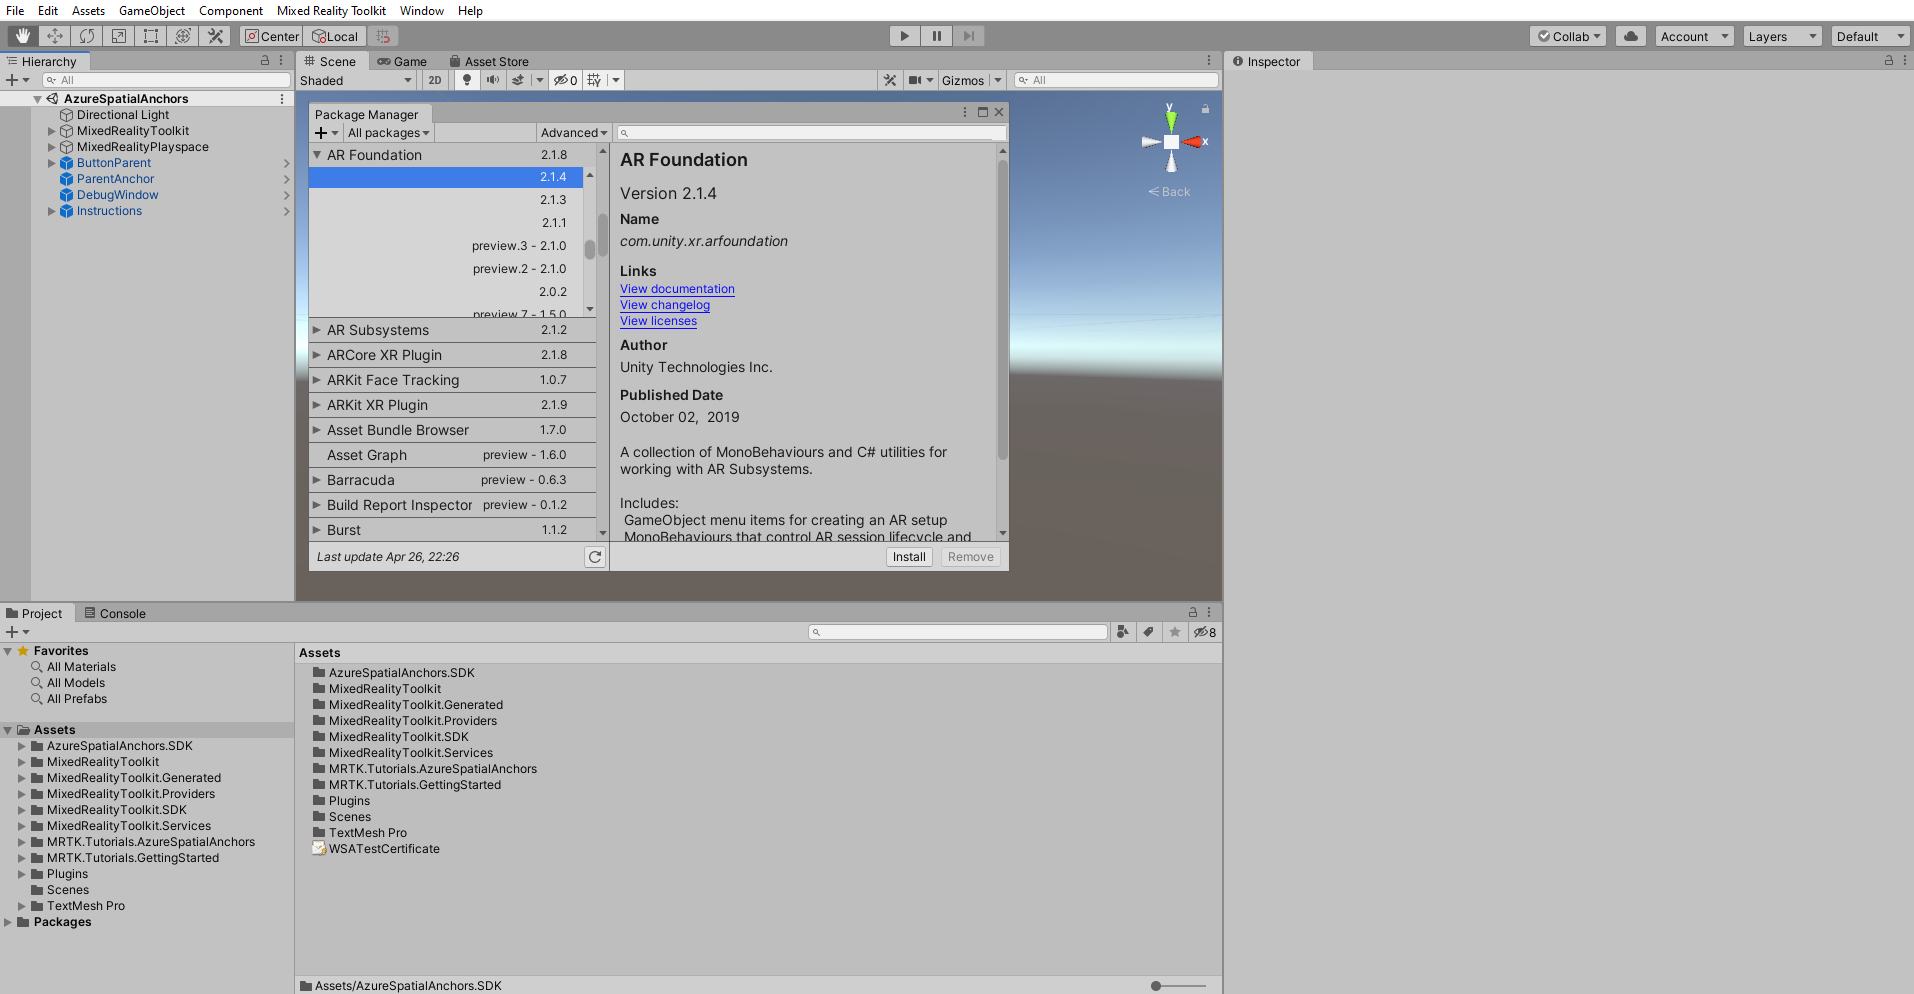 File Edit Assets GameObject Component Mixed Reality Toolkit Window Help
Center Local Collab Account Layers Default
Hierarchy
All
AzureSpatialAnchors
Directional Light
MixedRealityToolkit
MixedRealityPlayspace
ButtonParent
ParentAnchor
DebugWindow
Instructions
Scene Game Asset Store
Shaded 2D 0 Gizmos All
y
x
Back
Package Manager
All packages Advanced
AR Foundation 2.1.8
2.1.4
2.1.3
2.1.1
preview.3 - 2.1.0
preview.2 - 2.1.0
2.0.2
preview.7 - 1.5.0
AR Subsystems 2.1.2
ARCore XR Plugin 2.1.8
ARKit Face Tracking 1.0.7
ARKit XR Plugin 2.1.9
Asset Bundle Browser 1.7.0
Asset Graph preview - 1.6.0
Barracuda preview - 0.6.3
Build Report Inspector preview - 0.1.2
Burst 1.1.2
Last update Apr 26, 22:26
AR Foundation
Version 2.1.4
Name
com.unity.xr.arfoundation
Links
View documentation
View changelog
View licenses
Author
Unity Technologies Inc.
Published Date
October 02, 2019
A collection of MonoBehaviours and C# utilities for
working with AR Subsystems.
Includes:
GameObject menu items for creating an AR setup
MonoBehaviours that control AR session lifecycle and
Install Remove
Inspector
Project Console
8
Favorites
All Materials
All Models
All Prefabs
Assets
AzureSpatialAnchors.SDK
MixedRealityToolkit
MixedRealityToolkit.Generated
MixedRealityToolkit.Providers
MixedRealityToolkit.SDK
MixedRealityToolkit.Services
MRTK.Tutorials.AzureSpatialAnchors
MRTK.Tutorials.GettingStarted
Plugins
Scenes
TextMesh Pro
Packages
Assets
AzureSpatialAnchors.SDK
MixedRealityToolkit
MixedRealityToolkit.Generated
MixedRealityToolkit.Providers
MixedRealityToolkit.SDK
MixedRealityToolkit.Services
MRTK.Tutorials.AzureSpatialAnchors
MRTK.Tutorials.GettingStarted
Plugins
Scenes
TextMesh Pro
WSATestCertificate
Assets/AzureSpatialAnchors.SDK